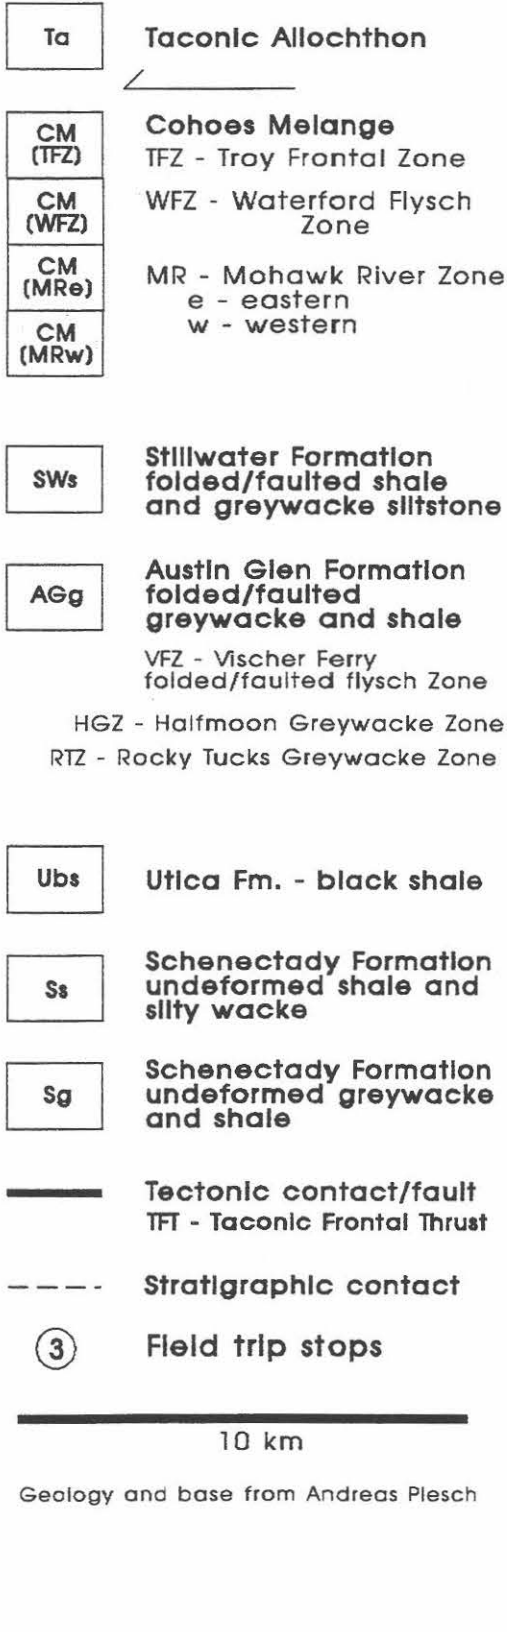 Ta Taconic Allochthon
CM (TFZ) Cohoes Melange
TFZ - Troy Frontal Zone
CM (WFZ) WFZ - Waterford Flysch
Zone
CM (MRe) MR - Mohawk River Zone
e - eastern
CM (MRw) w - western
SWs Stillwater Formation
folded/faulted shale
and greywacke siltstone
AGg Austin Glen Formation
folded/faulted
greywacke and shale
VFZ - Vischer Ferry
folded/faulted flysch Zone
HGZ - Halfmoon Greywacke Zone
RTZ - Rocky Tucks Greywacke Zone
Ubs Utica Fm. - black shale
Ss Schenectady Formation
undeformed shale and
silty wacke
Sg Schenectady Formation
undeformed greywacke
and shale
Tectonic contact/fault
TFT - Taconic Frontal Thrust
Stratigraphic contact
3 Field trip stops
10 km
Geology and base from Andreas Plesch